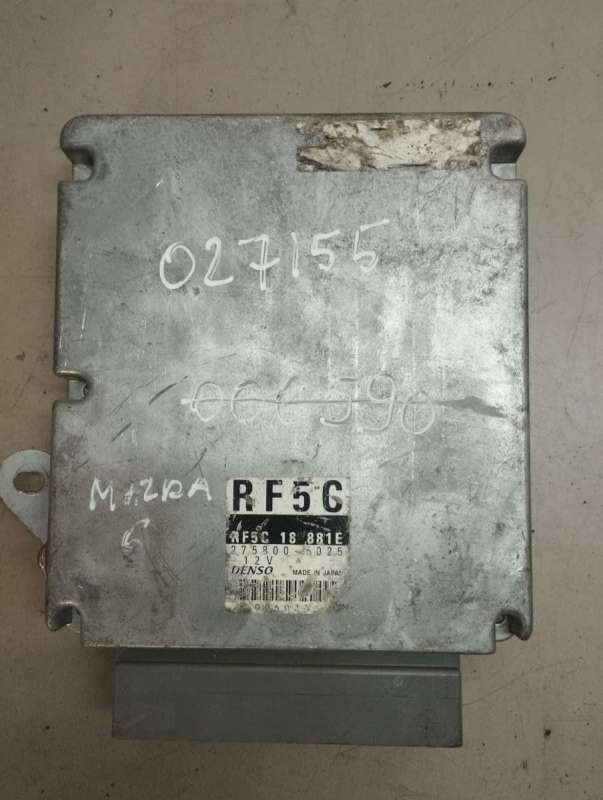 027155
MAZDA
6
RF5C
RF5C 18 881E
275800-5025
12V
DENSO MADE IN JAPAN